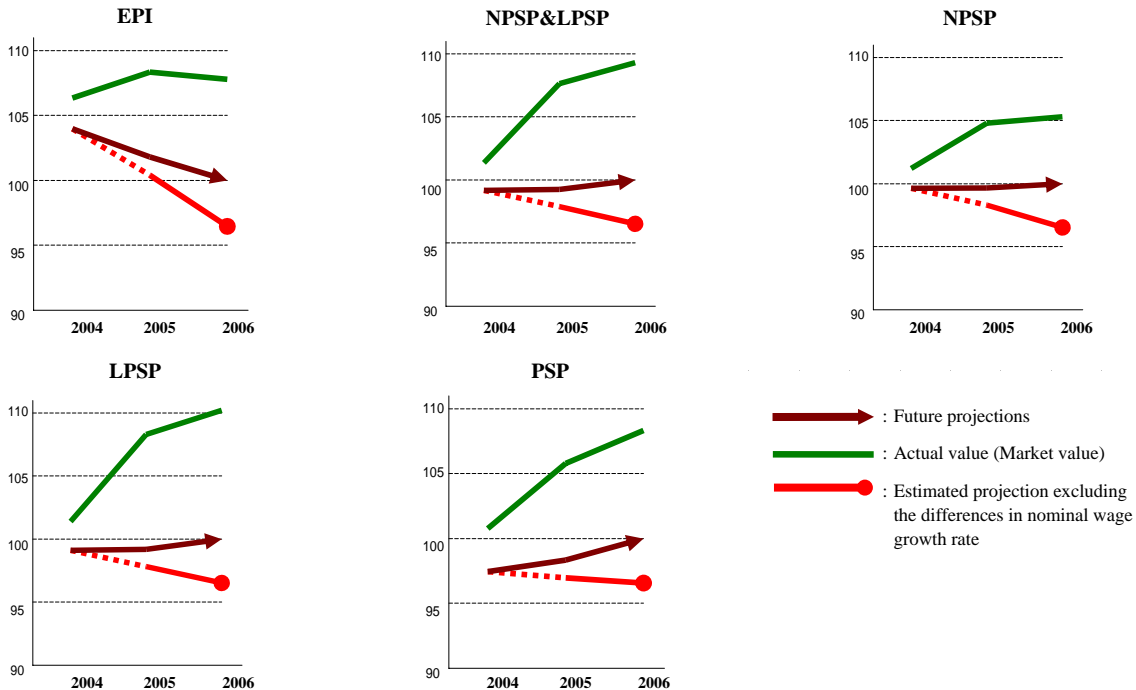 EPI
110
105
100
95
90
2004 2005 2006
NPSP&LPSP
110
105
100
95
90
2004 2005 2006
NPSP
110
105
100
95
90
2004 2005 2006
LPSP
110
105
100
95
90
2004 2005 2006
PSP
110
105
100
95
90
2004 2005 2006
: Future projections
: Actual value (Market value)
: Estimated projection excluding
the differences in nominal wage
growth rate